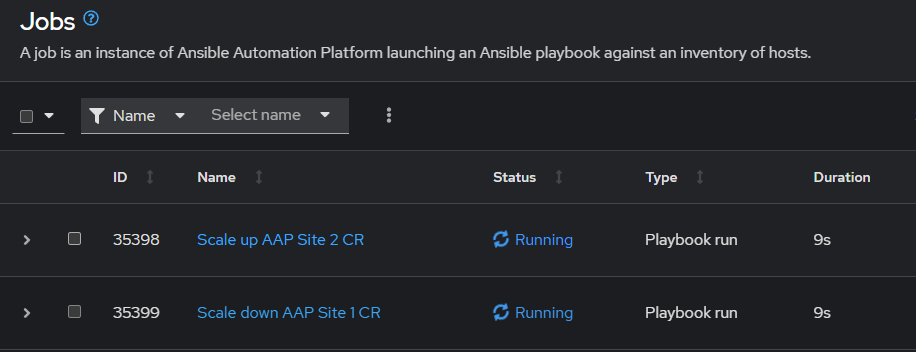 Jobs
A job is an instance of Ansible Automation Platform launching an Ansible playbook against an inventory of hosts.
Name Select name
ID Name Status Type Duration
35398 Scale up AAP Site 2 CR Running Playbook run 9s
35399 Scale down AAP Site 1 CR Running Playbook run 9s